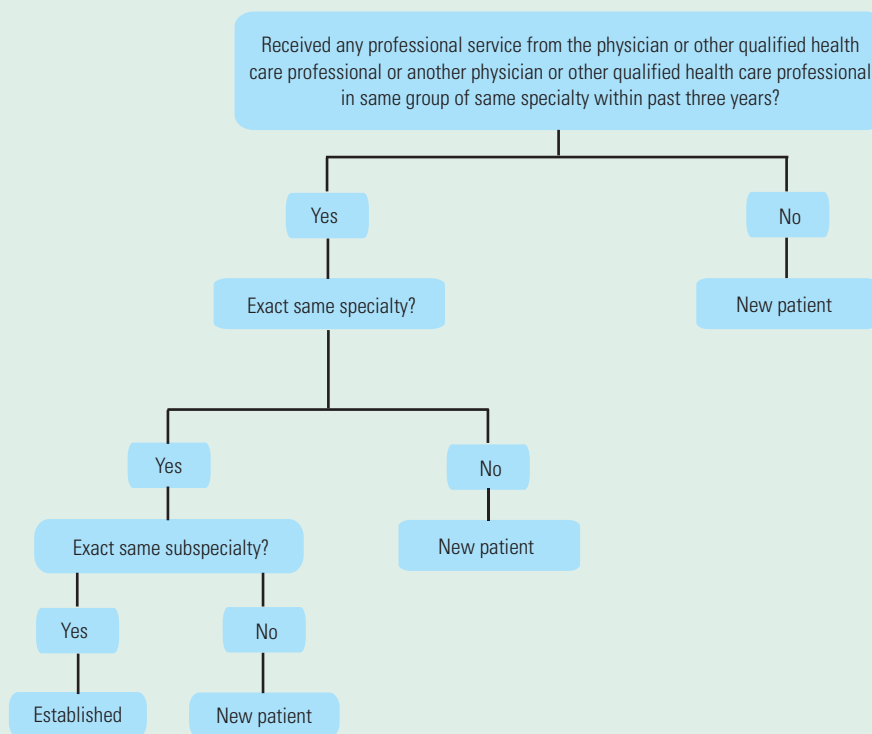 Received any professional service from the physician or other qualified health
care professional or another physician or other qualified health care professional
in same group of same specialty within past three years?
Yes
No
Exact same specialty?
New patient
Yes
No
Exact same subspecialty?
New patient
Yes
No
Established
New patient